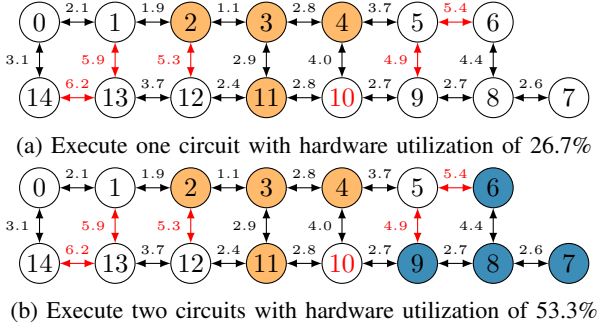 2.1 1.9 1.1 2.8 3.7 5.4
0 1 2 3 4 5 6
3.1 5.9 5.3 2.9 4.0 4.9 4.4
6.2 3.7 2.4 2.8 2.7 2.7 2.6
14 13 12 11 10 9 8 7
(a) Execute one circuit with hardware utilization of 26.7%
2.1 1.9 1.1 2.8 3.7 5.4
0 1 2 3 4 5 6
3.1 5.9 5.3 2.9 4.0 4.9 4.4
6.2 3.7 2.4 2.8 2.7 2.7 2.6
14 13 12 11 10 9 8 7
(b) Execute two circuits with hardware utilization of 53.3%